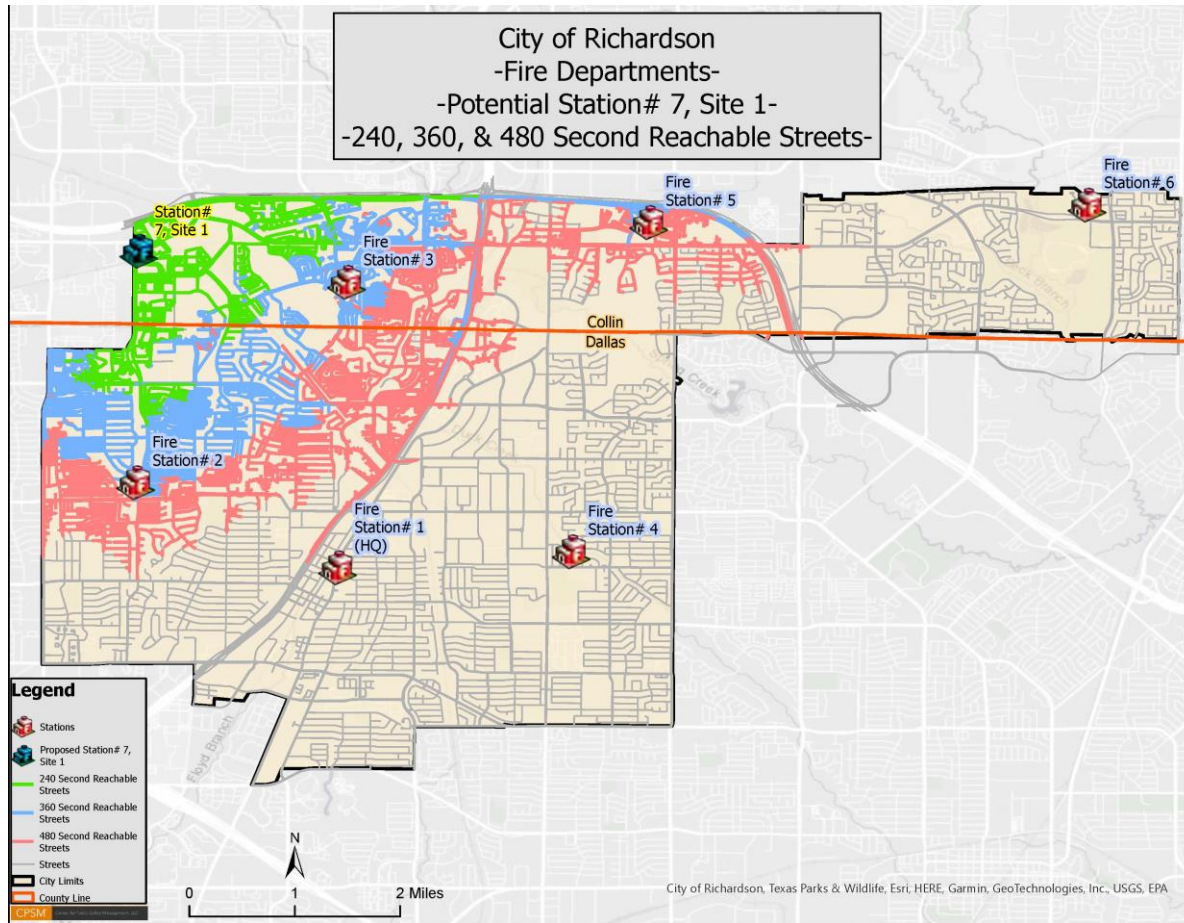 City of Richardson
-Fire Departments-
-Potential Station# 7, Site 1-
-240, 360, & 480 Second Reachable Streets-
Fire
Station# 6
Fire
Station# 5
Station#
7, Site 1
Fire
Station# 3
Collin
Dallas
Fire
Station# 2
Fire
Station# 1
(HQ)
Fire
Station# 4
Floyd Branch
Legend
Stations
Proposed Station# 7,
Site 1
240 Second Reachable
Streets
360 Second Reachable
Streets
480 Second Reachable
Streets
Streets
City Limits
County Line
CPSM
N
0 1 2 Miles
City of Richardson, Texas Parks & Wildlife, Esri, HERE, Garmin, GeoTechnologies, Inc., USGS, EPA